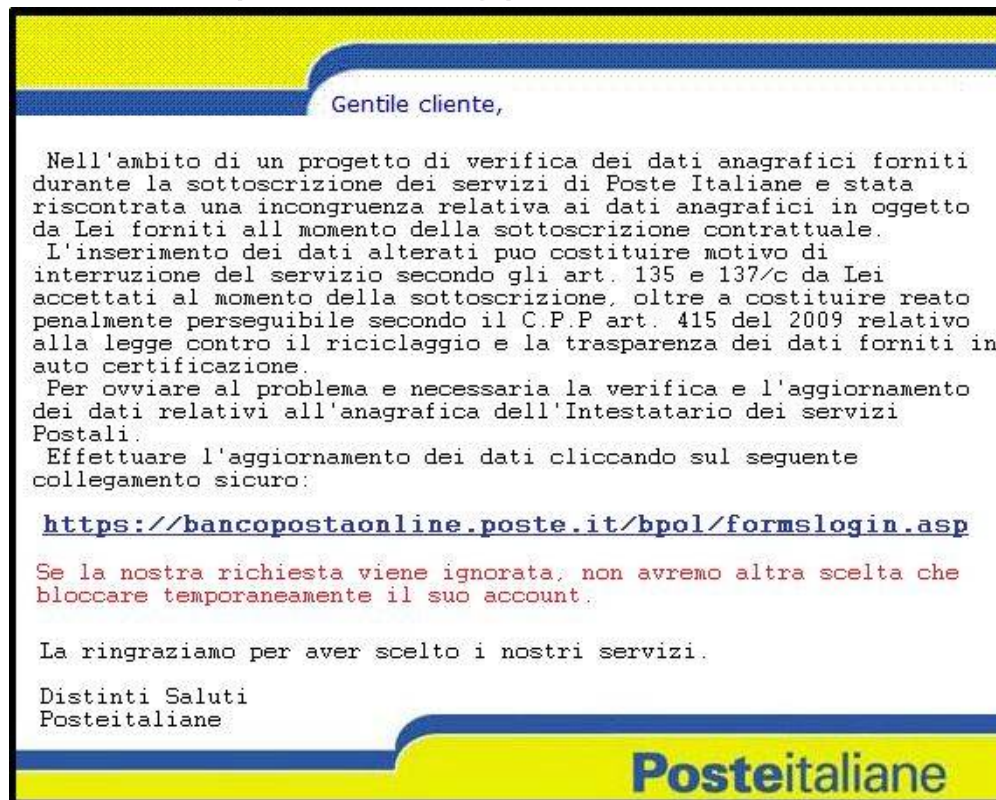 Gentile cliente,
Nell'ambito di un progetto di verifica dei dati anagrafici forniti
durante la sottoscrizione dei servizi di Poste Italiane e stata
riscontrata una incongruenza relativa ai dati anagrafici in oggetto
da Lei forniti all momento della sottoscrizione contrattuale.
L'inserimento dei dati alterati puo costituire motivo di
interruzione del servizio secondo gli art. 135 e 137/c da Lei
accettati al momento della sottoscrizione, oltre a costituire reato
penalmente perseguibile secondo il C.P.P art. 415 del 2009 relativo
alla legge contro il riciclaggio e la trasparenza dei dati forniti in
auto certificazione.
Per ovviare al problema e necessaria la verifica e l'aggiornamento
dei dati relativi all'anagrafica dell'Intestatario dei servizi
Postali.
Effettuare l'aggiornamento dei dati cliccando sul seguente
collegamento sicuro:
https://bancopostaonline.poste.it/bpol/formslogin.asp
Se la nostra richiesta viene ignorata, non avremo altra scelta che
bloccare temporaneamente il suo account.
La ringraziamo per aver scelto i nostri servizi.
Distinti Saluti
Posteitaliane
Posteitaliane